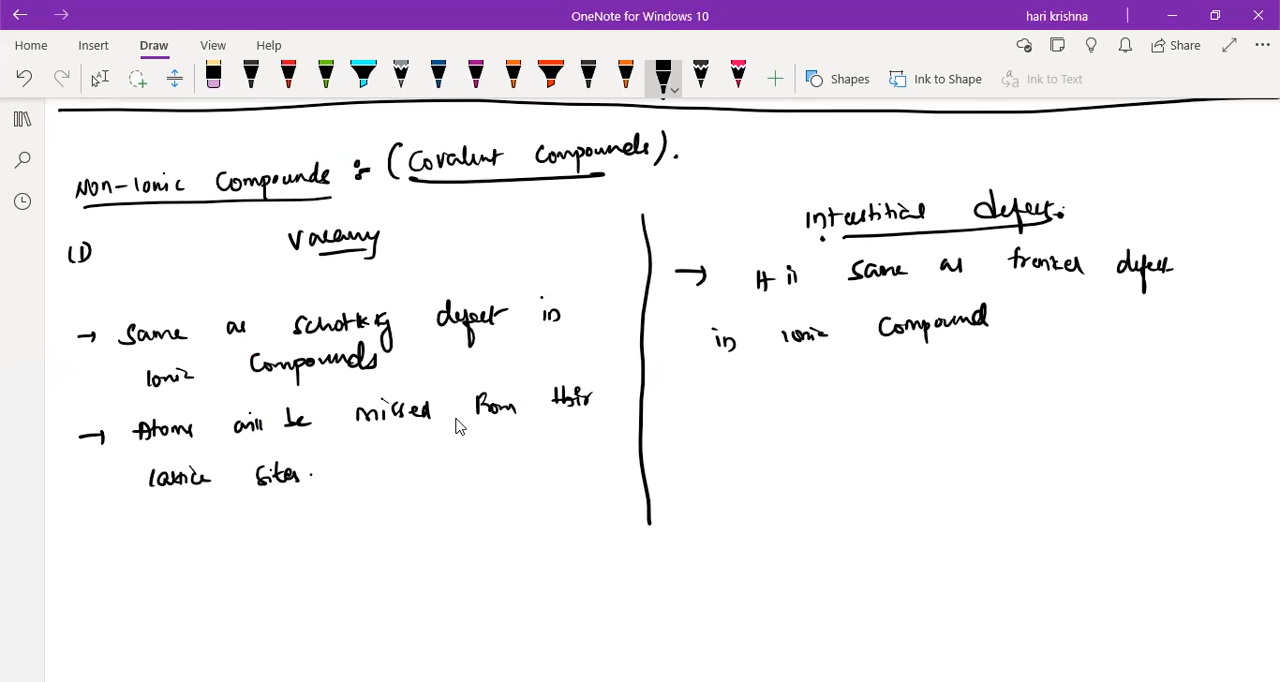 OneNote for Windows 10
hari krishna
Home Insert Draw View Help
Share
Shapes Ink to Shape Ink to Text
Non-Ionic Compounds :- (Covalent Compounds).
(1) Vacany
→ Same as Schottky defect in
Ionic Compounds
→ Atoms will be missed from their
lattice sites.
Interstitial defect.
→ It is same as frenkel defect
in ionic Compound